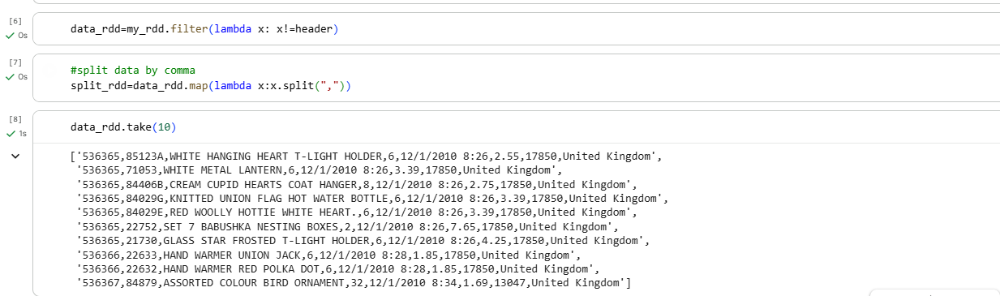 [6]
data_rdd=my_rdd.filter(lambda x: x!=header)
0s
[7]
#split data by comma
0s
split_rdd=data_rdd.map(lambda x:x.split(","))
[8]
data_rdd.take(10)
1s
['536365,85123A,WHITE HANGING HEART T-LIGHT HOLDER,6,12/1/2010 8:26,2.55,17850,United Kingdom',
'536365,71053,WHITE METAL LANTERN,6,12/1/2010 8:26,3.39,17850,United Kingdom',
'536365,84406B,CREAM CUPID HEARTS COAT HANGER,8,12/1/2010 8:26,2.75,17850,United Kingdom',
'536365,84029G,KNITTED UNION FLAG HOT WATER BOTTLE,6,12/1/2010 8:26,3.39,17850,United Kingdom',
'536365,84029E,RED WOOLLY HOTTIE WHITE HEART.,6,12/1/2010 8:26,3.39,17850,United Kingdom',
'536365,22752,SET 7 BABUSHKA NESTING BOXES,2,12/1/2010 8:26,7.65,17850,United Kingdom',
'536365,21730,GLASS STAR FROSTED T-LIGHT HOLDER,6,12/1/2010 8:26,4.25,17850,United Kingdom',
'536366,22633,HAND WARMER UNION JACK,6,12/1/2010 8:28,1.85,17850,United Kingdom',
'536366,22632,HAND WARMER RED POLKA DOT,6,12/1/2010 8:28,1.85,17850,United Kingdom',
'536367,84879,ASSORTED COLOUR BIRD ORNAMENT,32,12/1/2010 8:34,1.69,13047,United Kingdom']